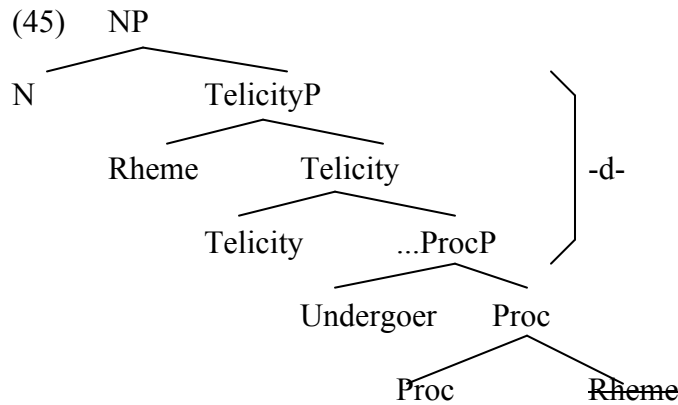 (45) NP
N TelicityP
Rheme Telicity -d-
Telicity ...ProcP
Undergoer Proc
Proc Rheme